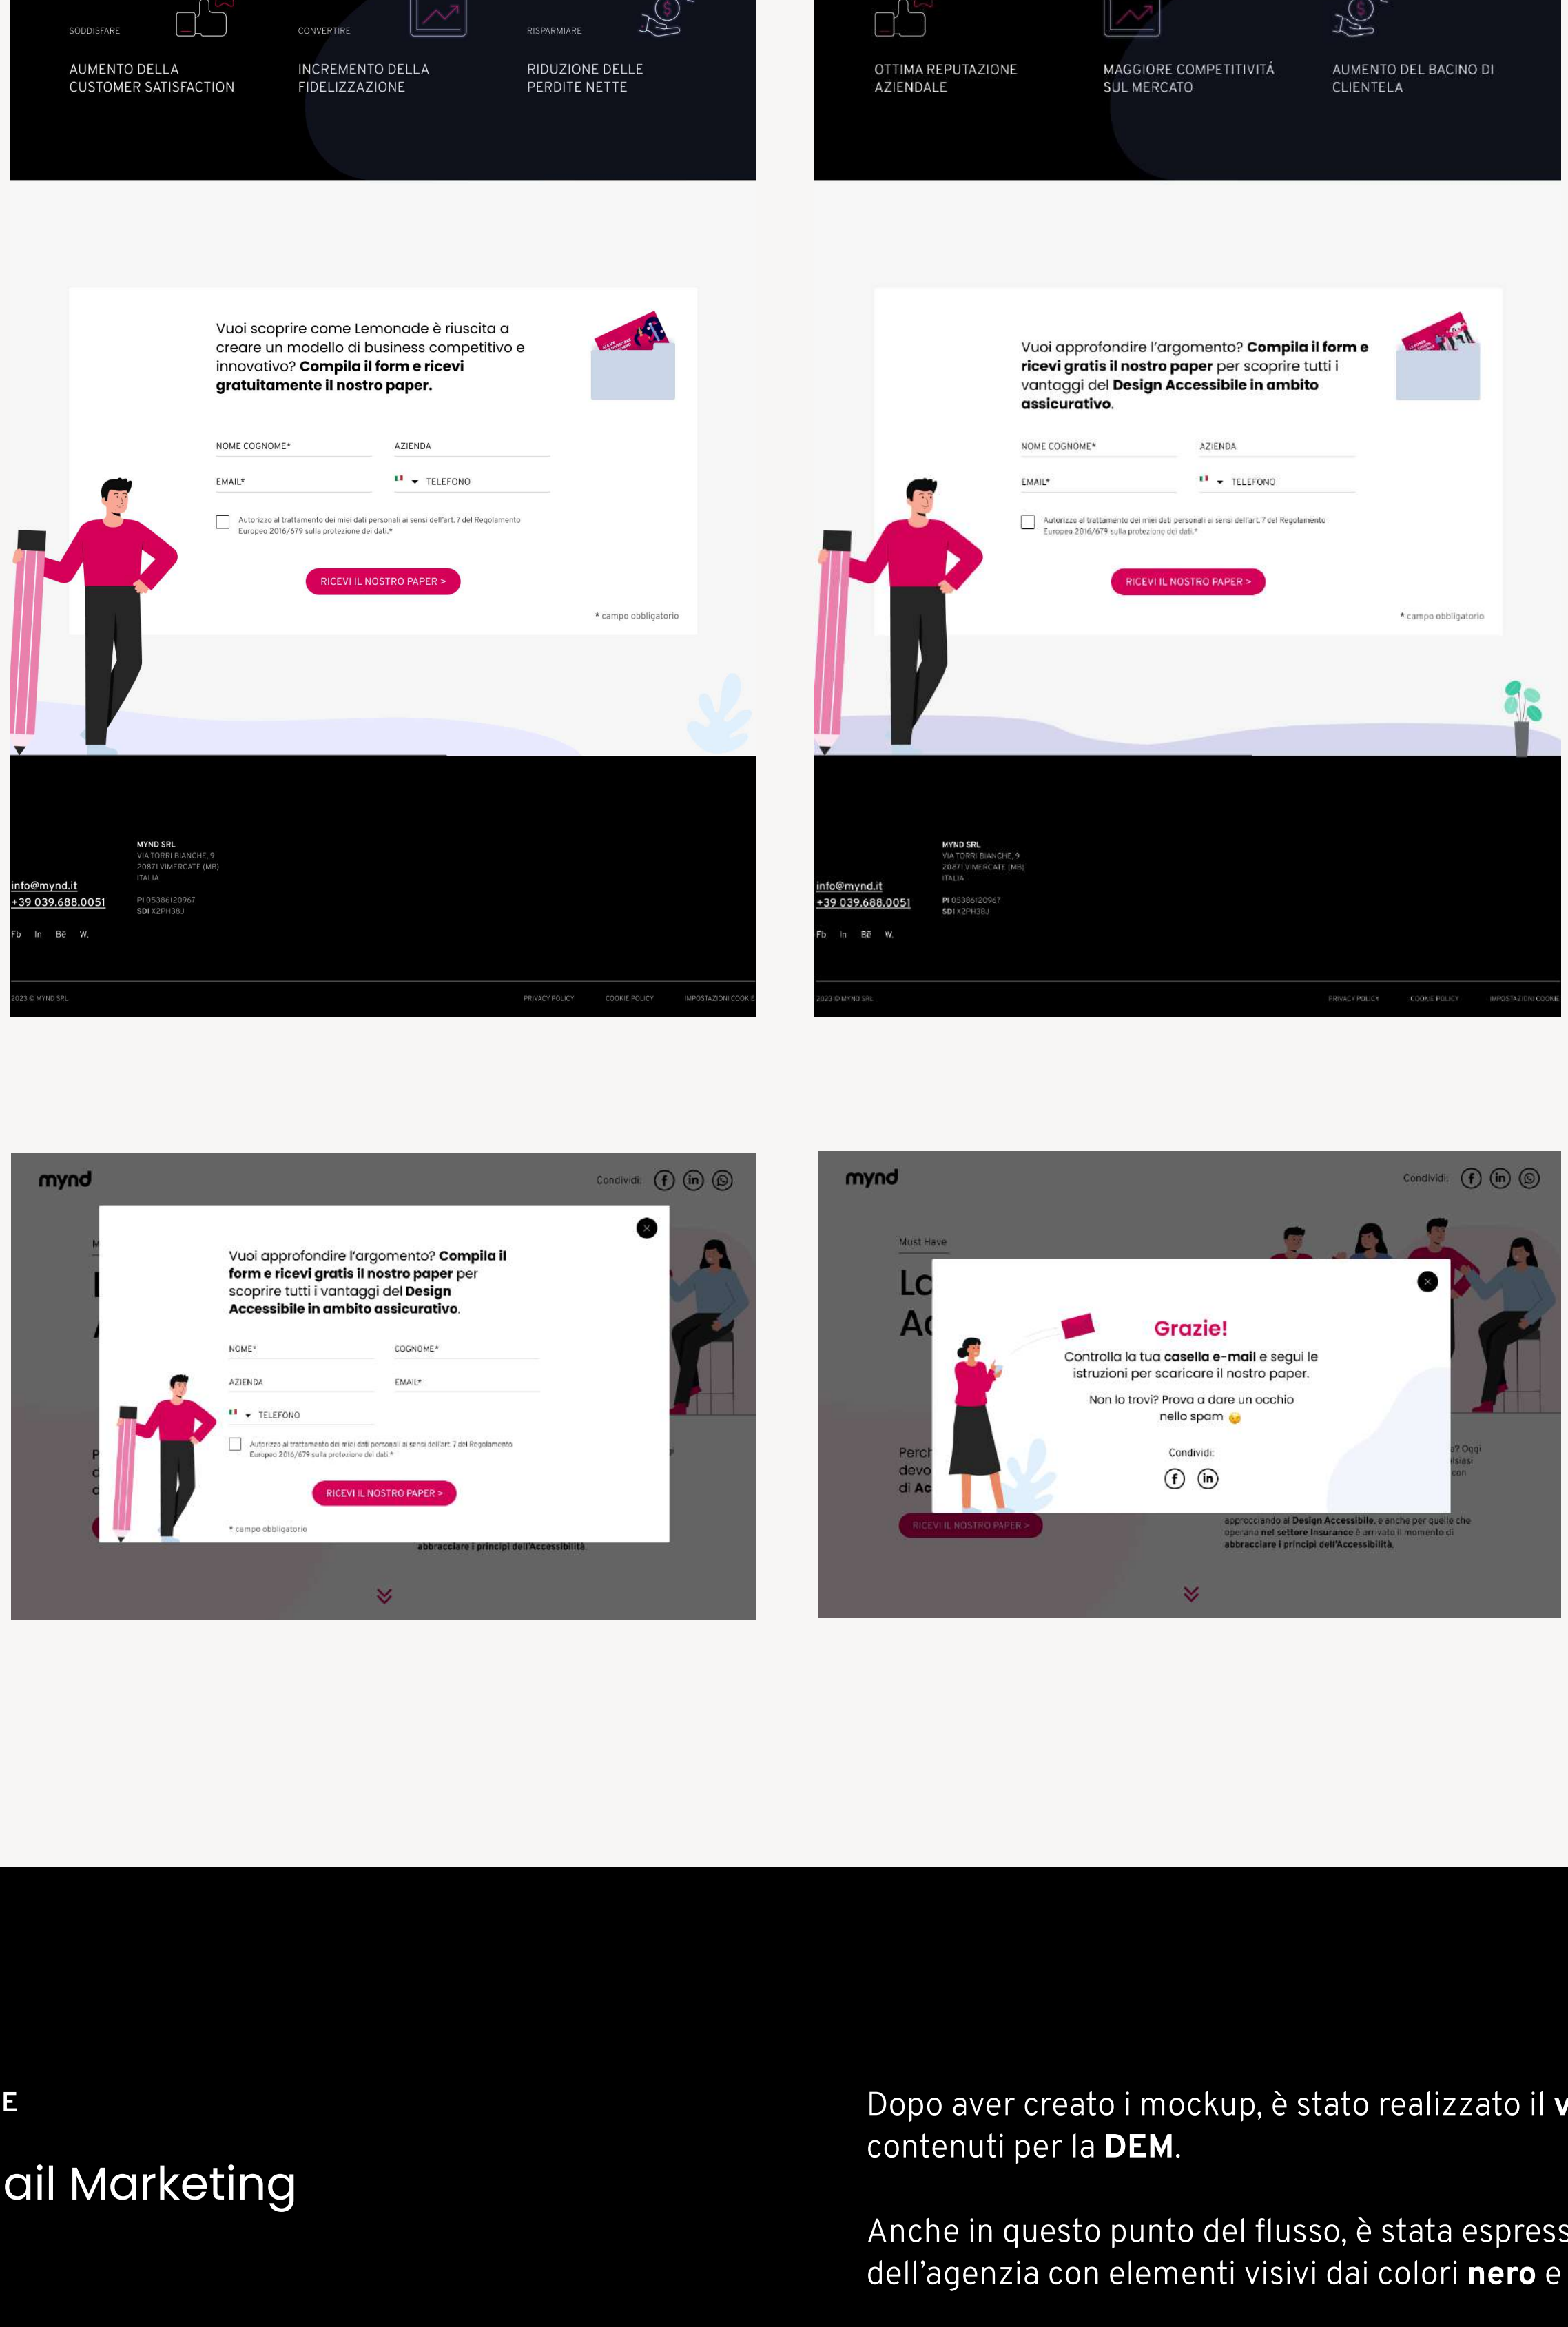 SODDISFARE
AUMENTO DELLA
CUSTOMER SATISFACTION
CONVERTIRE
INCREMENTO DELLA
FIDELIZZAZIONE
RISPARMIARE
RIDUZIONE DELLE
PERDITE NETTE
Vuoi scoprire come Lemonade è riuscita a
creare un modello di business competitivo e
innovativo? Compila il form e ricevi
gratuitamente il nostro paper.
NOME COGNOME*
AZIENDA
EMAIL*
TELEFONO
Autorizzo al trattamento dei miei dati personali ai sensi dell'art. 7 del Regolamento
Europeo 2016/679 sulla protezione dei dati.*
RICEVI IL NOSTRO PAPER >
* campo obbligatorio
info@mynd.it
+39 039.688.0051
Fb In Bē W.
MYND SRL
VIA TORRI BIANCHE, 9
20871 VIMERCATE (MB)
ITALIA
PI 05386120967
SDI X2PH38J
2023 © MYND SRL
PRIVACY POLICY
COOKIE POLICY
IMPOSTAZIONI COOKIE
OTTIMA REPUTAZIONE
AZIENDALE
MAGGIORE COMPETITIVITÁ
SUL MERCATO
AUMENTO DEL BACINO DI
CLIENTELA
Vuoi approfondire l'argomento? Compila il form e
ricevi gratis il nostro paper per scoprire tutti i
vantaggi del Design Accessibile in ambito
assicurativo.
NOME COGNOME*
AZIENDA
EMAIL*
TELEFONO
Autorizzo al trattamento dei miei dati personali ai sensi dell'art. 7 del Regolamento
Europeo 2016/679 sulla protezione dei dati.*
RICEVI IL NOSTRO PAPER >
* campo obbligatorio
info@mynd.it
+39 039.688.0051
Fb In Bē W.
MYND SRL
VIA TORRI BIANCHE, 9
20871 VIMERCATE (MB)
ITALIA
PI 05386120967
SDI X2PH38J
2023 © MYND SRL
PRIVACY POLICY
COOKIE POLICY
IMPOSTAZIONI COOKIE
mynd
Condividi:
f
in
Vuoi approfondire l'argomento? Compila il
form e ricevi gratis il nostro paper per
scoprire tutti i vantaggi del Design
Accessibile in ambito assicurativo.
NOME*
COGNOME*
AZIENDA
EMAIL*
TELEFONO
Autorizzo al trattamento dei miei dati personali ai sensi dell'art. 7 del Regolamento
Europeo 2016/679 sulla protezione dei dati.*
RICEVI IL NOSTRO PAPER >
* campo obbligatorio
abbracciare i principi dell'Accessibilità.
mynd
Condividi:
f
in
Must Have
Lo
Ac
Grazie!
Controlla la tua casella e-mail e segui le
istruzioni per scaricare il nostro paper.
Non lo trovi? Prova a dare un occhio
nello spam
Condividi:
f
in
Perch
devo
di Ac
? Oggi
con
RICEVI IL NOSTRO PAPER >
approcciando al Design Accessibile, e anche per quelle che
operano nel settore Insurance è arrivato il momento di
abbracciare i principi dell'Accessibilità.
E
ail Marketing
Dopo aver creato i mockup, è stato realizzato il v
contenuti per la DEM.
Anche in questo punto del flusso, è stata espress
dell'agenzia con elementi visivi dai colori nero e